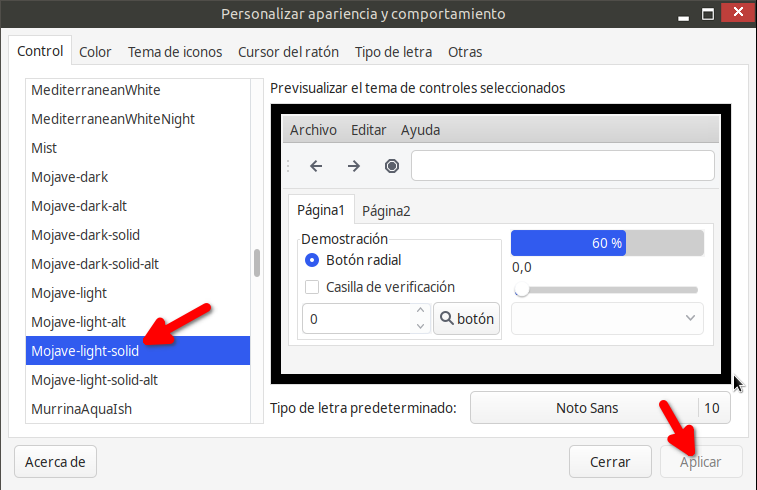 Personalizar apariencia y comportamiento
Control Color Tema de iconos Cursor del ratón Tipo de letra Otras
MediterraneanWhite
MediterraneanWhiteNight
Mist
Mojave-dark
Mojave-dark-alt
Mojave-dark-solid
Mojave-dark-solid-alt
Mojave-light
Mojave-light-alt
Mojave-light-solid
Mojave-light-solid-alt
MurrinaAquaIsh
Previsualizar el tema de controles seleccionados
Archivo Editar Ayuda
Página1 Página2
Demostración
Botón radial
Casilla de verificación
0 botón
60 %
0,0
Tipo de letra predeterminado: Noto Sans 10
Acerca de Cerrar Aplicar